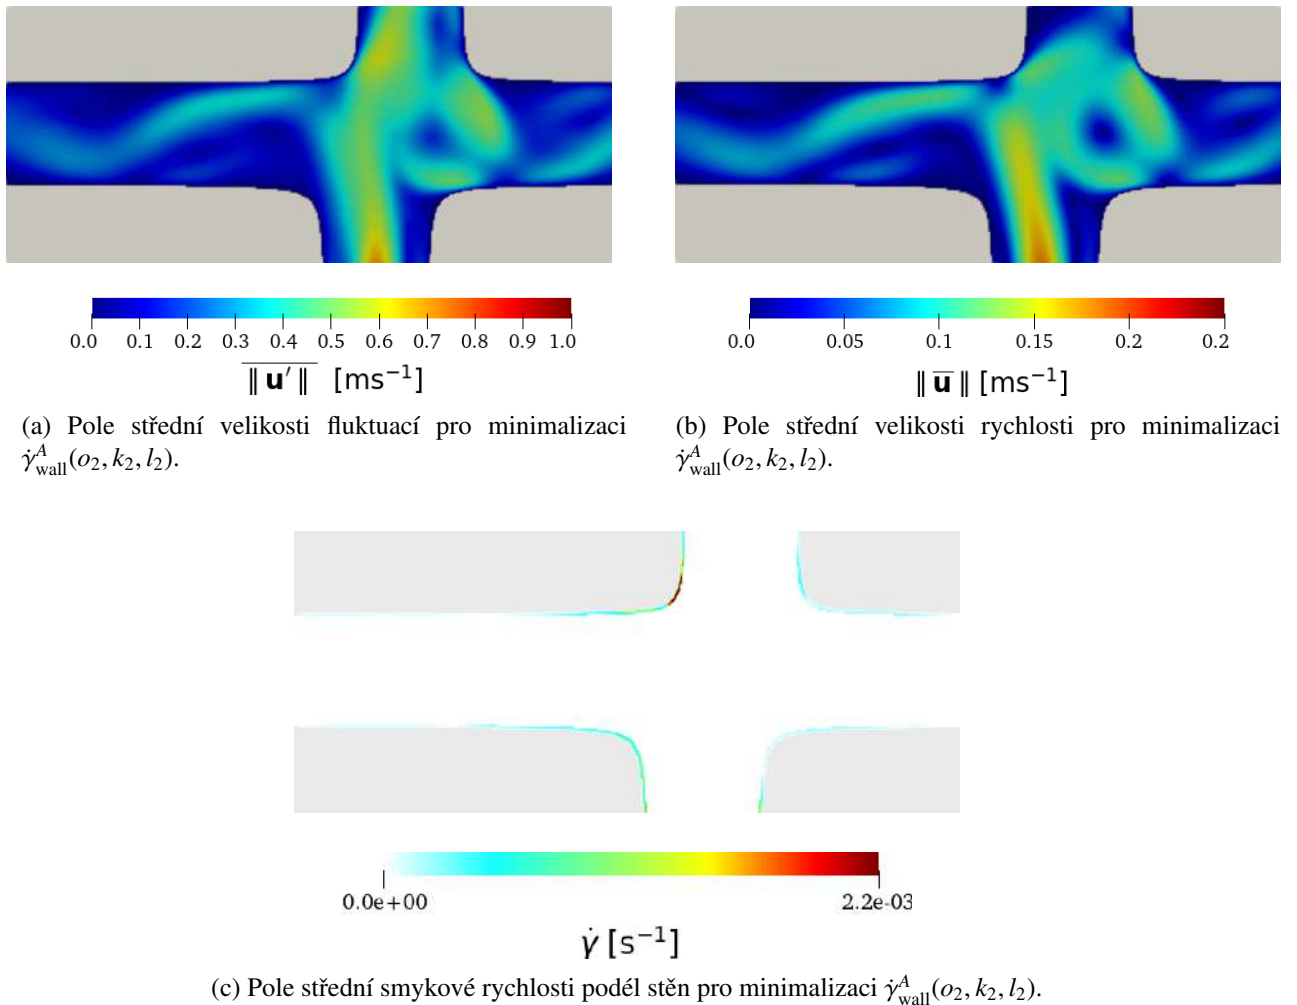 0.0 0.1 0.2 0.3 0.4 0.5 0.6 0.7 0.8 0.9 1.0
‖ 𝐮′ ‖ [ms⁻¹]
(a) Pole střední velikosti fluktuací pro minimalizaci
γ̇ᴬ_wall(o₂, k₂, l₂).
0.0 0.05 0.1 0.15 0.2 0.2
‖ 𝐮̅ ‖ [ms⁻¹]
(b) Pole střední velikosti rychlosti pro minimalizaci
γ̇ᴬ_wall(o₂, k₂, l₂).
0.0e+00 2.2e-03
γ̇ [s⁻¹]
(c) Pole střední smykové rychlosti podél stěn pro minimalizaci γ̇ᴬ_wall(o₂, k₂, l₂).